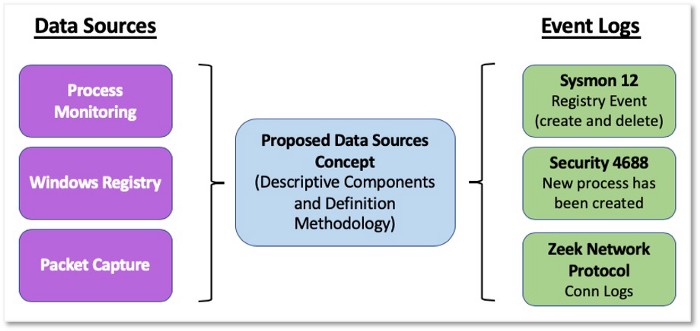 Data Sources
Process
Monitoring
Windows Registry
Packet Capture
Proposed Data Sources
Concept
(Descriptive Components
and Definition
Methodology)
Event Logs
Sysmon 12
Registry Event
(create and delete)
Security 4688
New process has
been created
Zeek Network
Protocol
Conn Logs